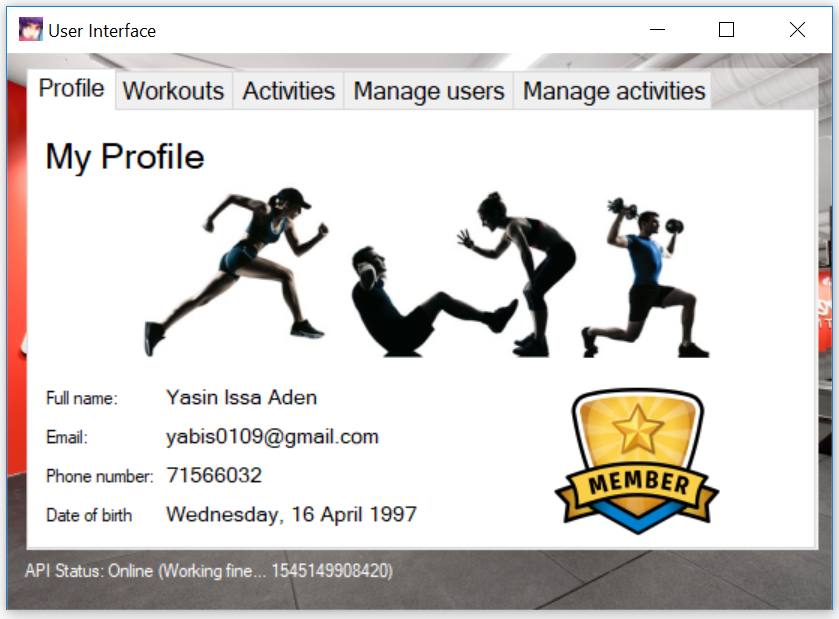 User Interface
Profile Workouts Activities Manage users Manage activities
My Profile
Full name: Yasin Issa Aden
Email: yabis0109@gmail.com
Phone number: 71566032
Date of birth Wednesday, 16 April 1997
MEMBER
API Status: Online (Working fine... 1545149908420)